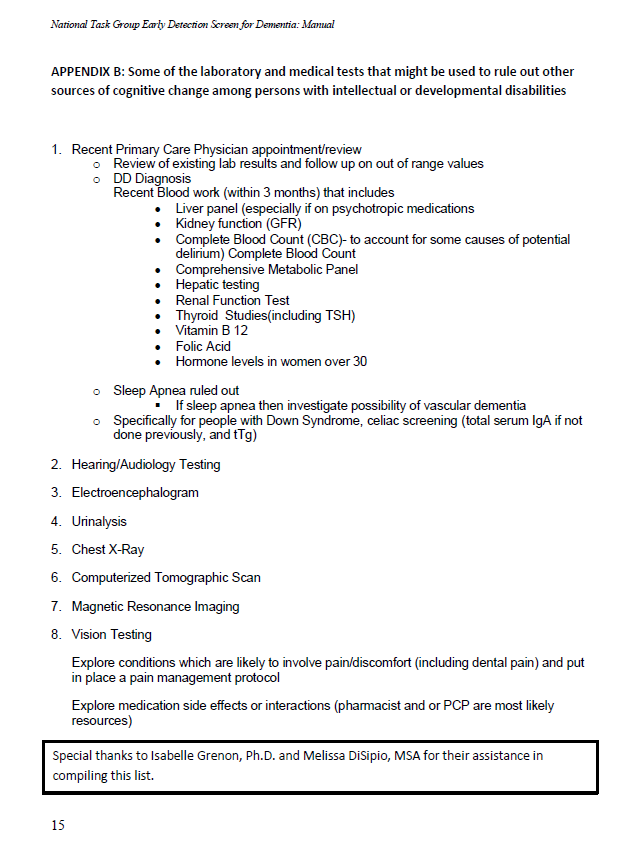 National Task Group Early Detection Screen for Dementia: Manual
APPENDIX B: Some of the laboratory and medical tests that might be used to rule out other
sources of cognitive change among persons with intellectual or developmental disabilities
1. Recent Primary Care Physician appointment/review
o Review of existing lab results and follow up on out of range values
o DD Diagnosis
Recent Blood work (within 3 months) that includes
• Liver panel (especially if on psychotropic medications
• Kidney function (GFR)
• Complete Blood Count (CBC)- to account for some causes of potential
delirium) Complete Blood Count
• Comprehensive Metabolic Panel
• Hepatic testing
• Renal Function Test
• Thyroid Studies(including TSH)
• Vitamin B 12
• Folic Acid
• Hormone levels in women over 30
o Sleep Apnea ruled out
▪ If sleep apnea then investigate possibility of vascular dementia
o Specifically for people with Down Syndrome, celiac screening (total serum IgA if not
done previously, and tTg)
2. Hearing/Audiology Testing
3. Electroencephalogram
4. Urinalysis
5. Chest X-Ray
6. Computerized Tomographic Scan
7. Magnetic Resonance Imaging
8. Vision Testing
Explore conditions which are likely to involve pain/discomfort (including dental pain) and put
in place a pain management protocol
Explore medication side effects or interactions (pharmacist and or PCP are most likely
resources)
Special thanks to Isabelle Grenon, Ph.D. and Melissa DiSipio, MSA for their assistance in
compiling this list.
15